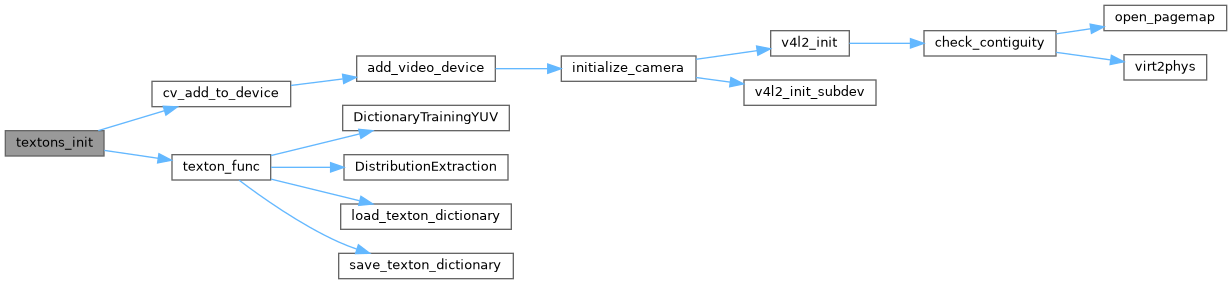 textons_init
cv_add_to_device
add_video_device
initialize_camera
v4l2_init
check_contiguity
open_pagemap
virt2phys
v4l2_init_subdev
texton_func
DictionaryTrainingYUV
DistributionExtraction
load_texton_dictionary
save_texton_dictionary